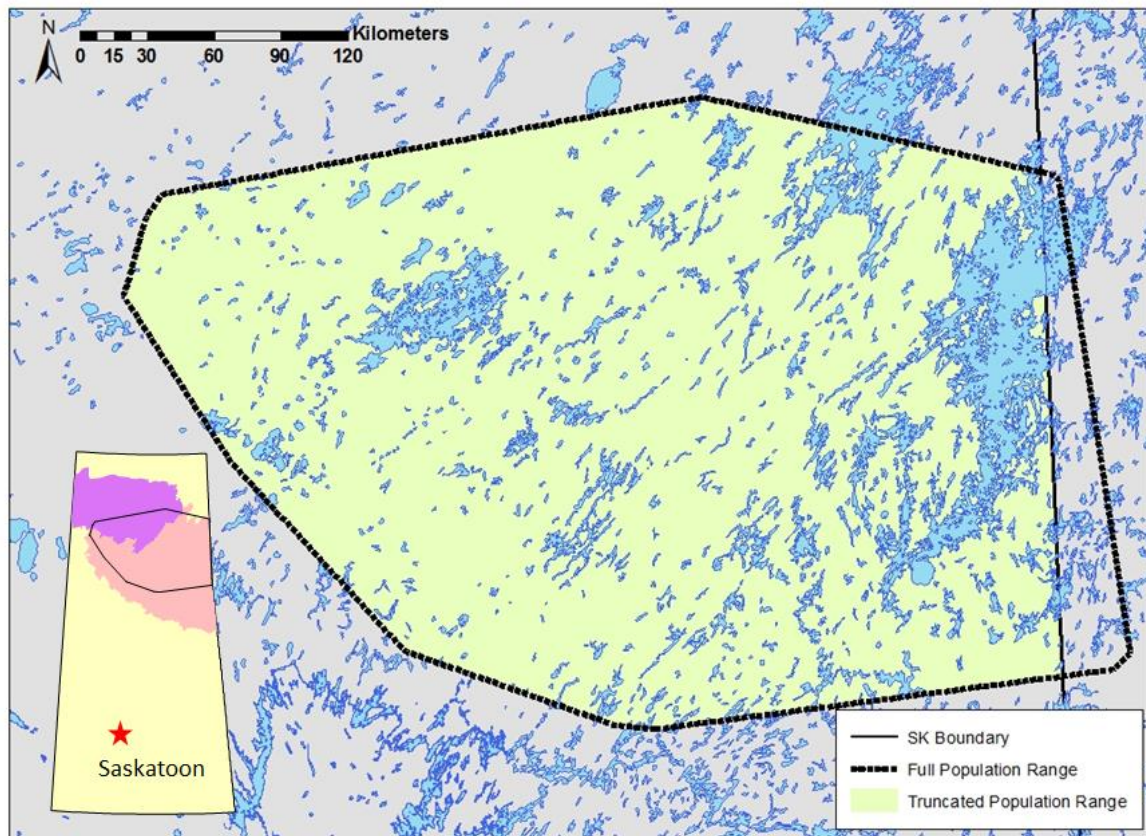 N
Kilometers
0 15 30 60 90 120
Saskatoon
SK Boundary
Full Population Range
Truncated Population Range